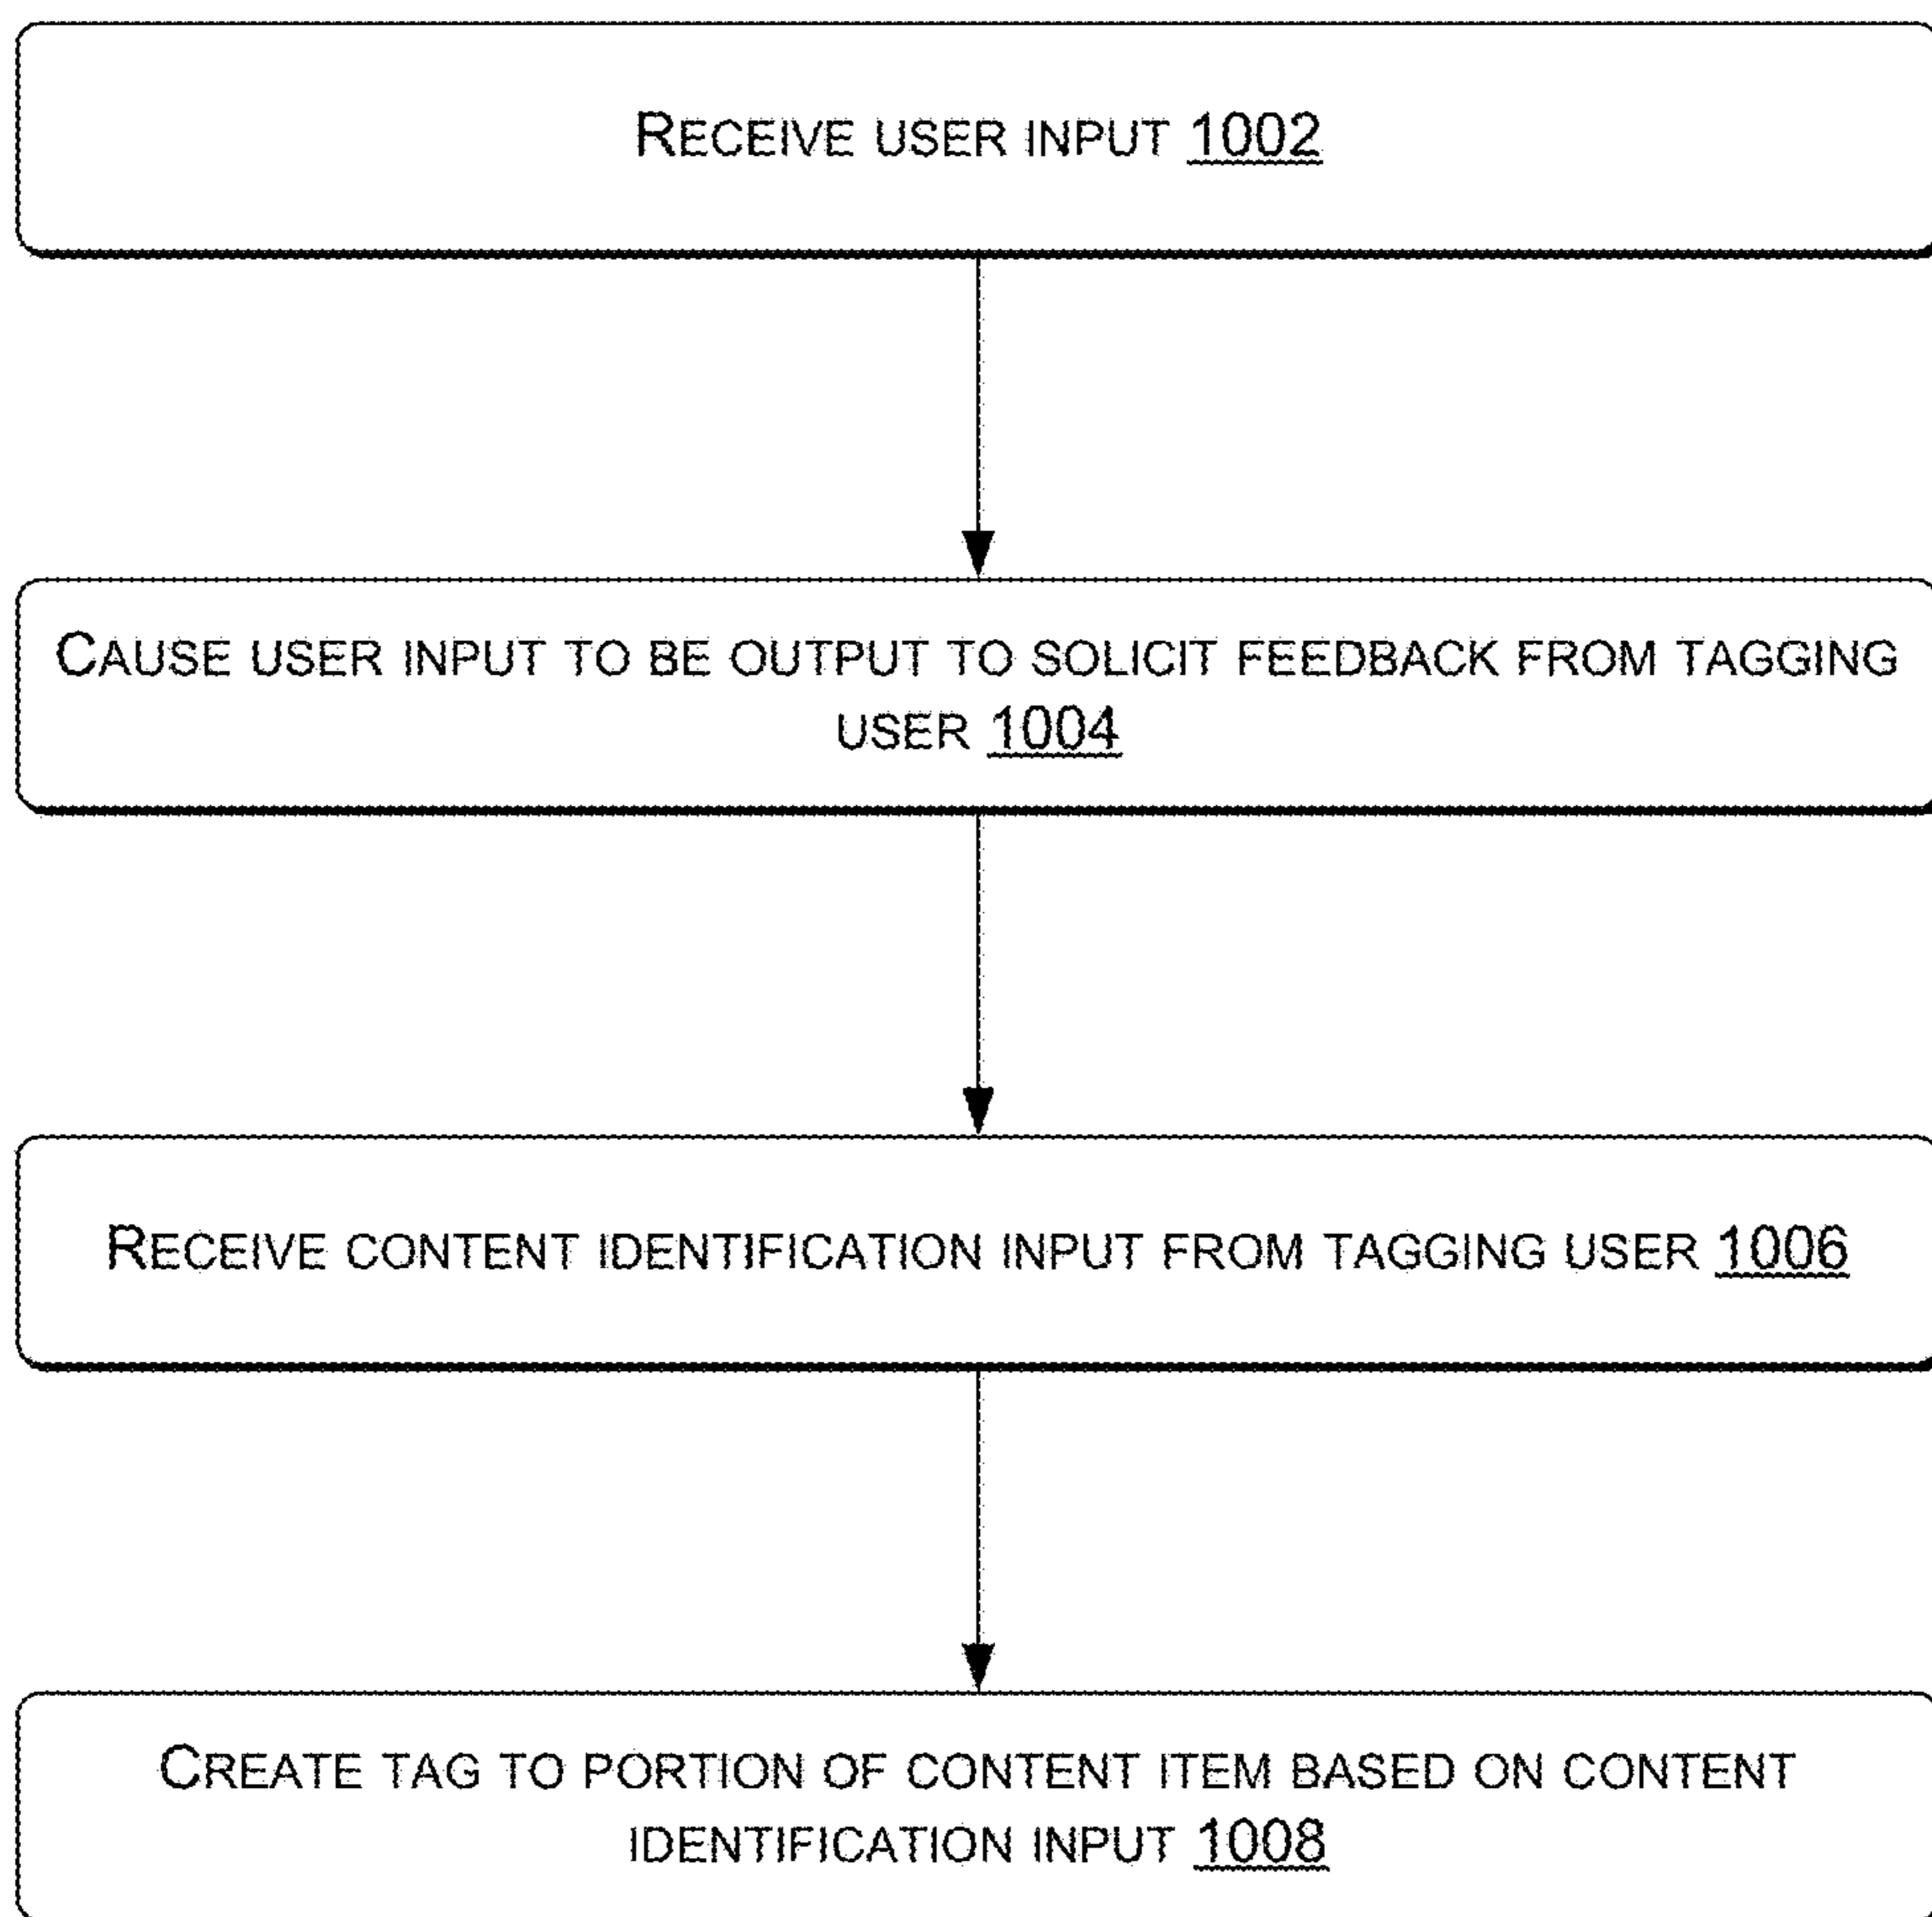 RECEIVE USER INPUT 1002
CAUSE USER INPUT TO BE OUTPUT TO SOLICIT FEEDBACK FROM TAGGING
USER 1004
RECEIVE CONTENT IDENTIFICATION INPUT FROM TAGGING USER 1006
CREATE TAG TO PORTION OF CONTENT ITEM BASED ON CONTENT
IDENTIFICATION INPUT 1008